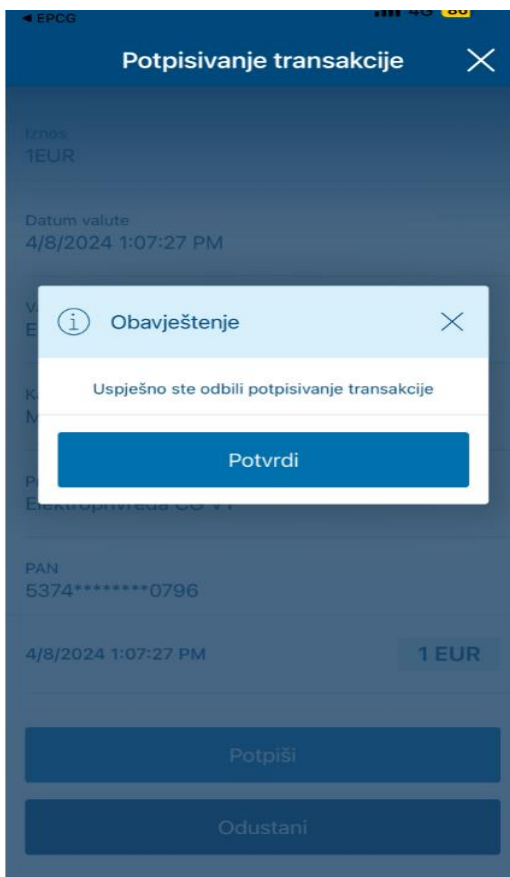 ◀ EPCG
4G 86
Potpisivanje transakcije
Iznos
1EUR
Datum valute
4/8/2024 1:07:27 PM
Obavještenje
Uspješno ste odbili potpisivanje transakcije
Potvrdi
Elektroprivreda CG
PAN
5374********0796
4/8/2024 1:07:27 PM
1 EUR
Potpiši
Odustani